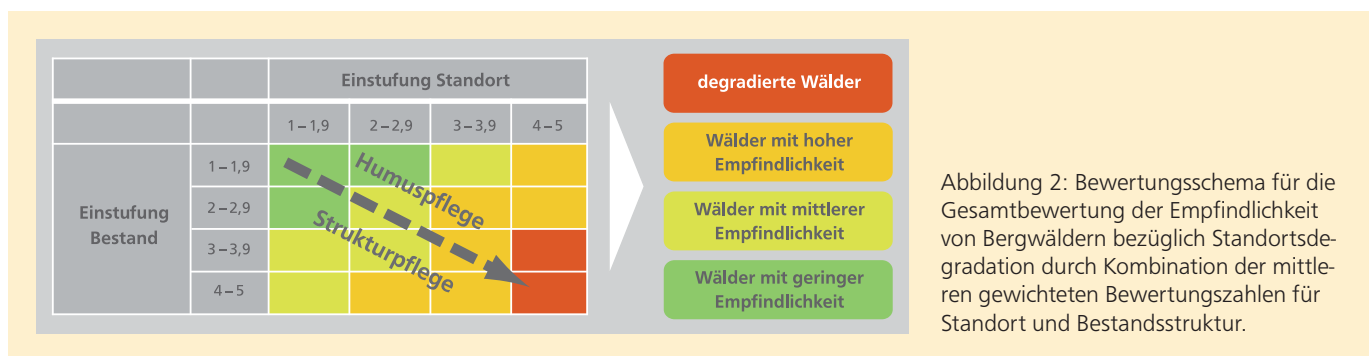 Einstufung Standort
1 – 1,9 2 – 2,9 3 – 3,9 4 – 5
Einstufung
Bestand
1 – 1,9
2 – 2,9
3 – 3,9
4 – 5
Humuspflege
Strukturpflege
degradierte Wälder
Wälder mit hoher
Empfindlichkeit
Wälder mit mittlerer
Empfindlichkeit
Wälder mit geringer
Empfindlichkeit
Abbildung 2: Bewertungsschema für die
Gesamtbewertung der Empfindlichkeit
von Bergwäldern bezüglich Standortsde-
gradation durch Kombination der mittle-
ren gewichteten Bewertungszahlen für
Standort und Bestandsstruktur.